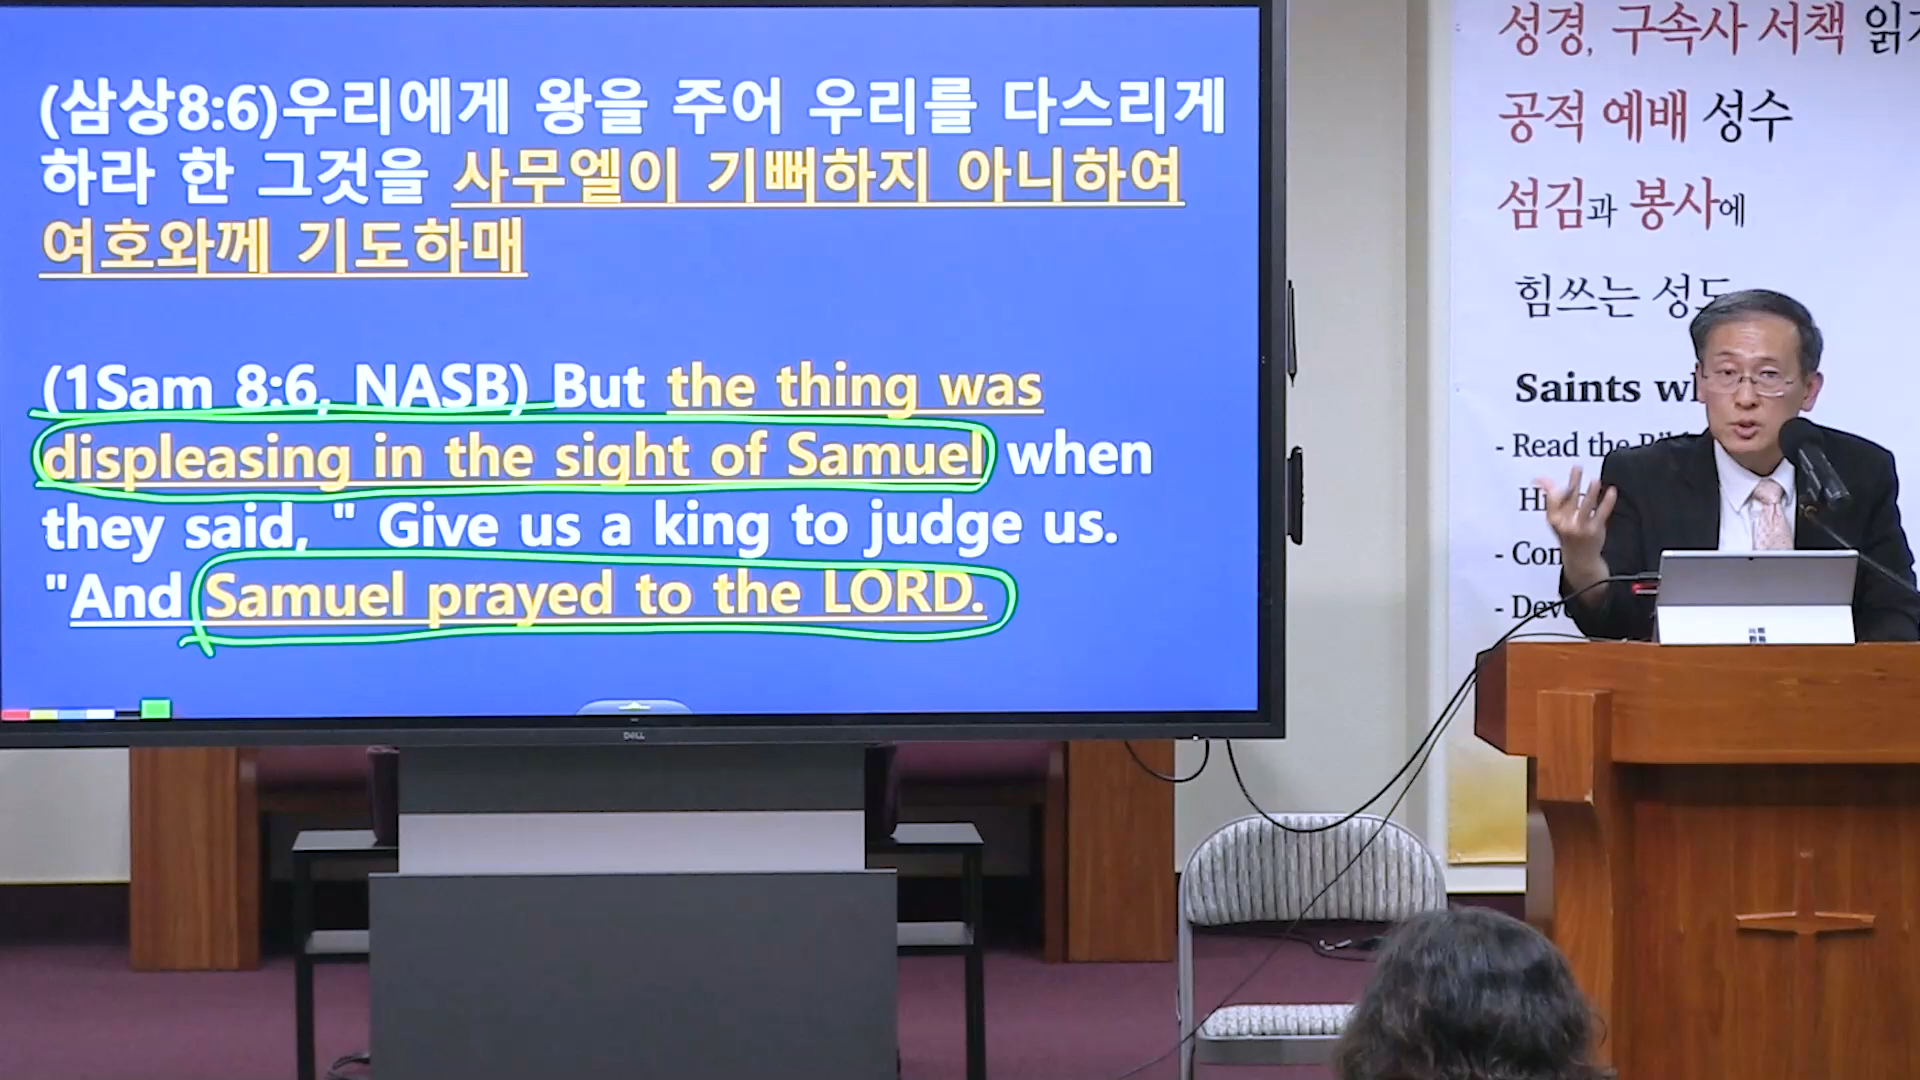 (삼상8:6)우리에게 왕을 주어 우리를 다스리게
하라 한 그것을 사무엘이 기뻐하지 아니하여
여호와께 기도하매
(1Sam 8:6, NASB) But the thing was
displeasing in the sight of Samuel when
they said, " Give us a king to judge us.
"And Samuel prayed to the LORD.
DELL
성경, 구속사 서책 읽기
공적 예배 성수
섬김과 봉사에
힘쓰는 성도
Saints
- Read the
- Con
- Dev